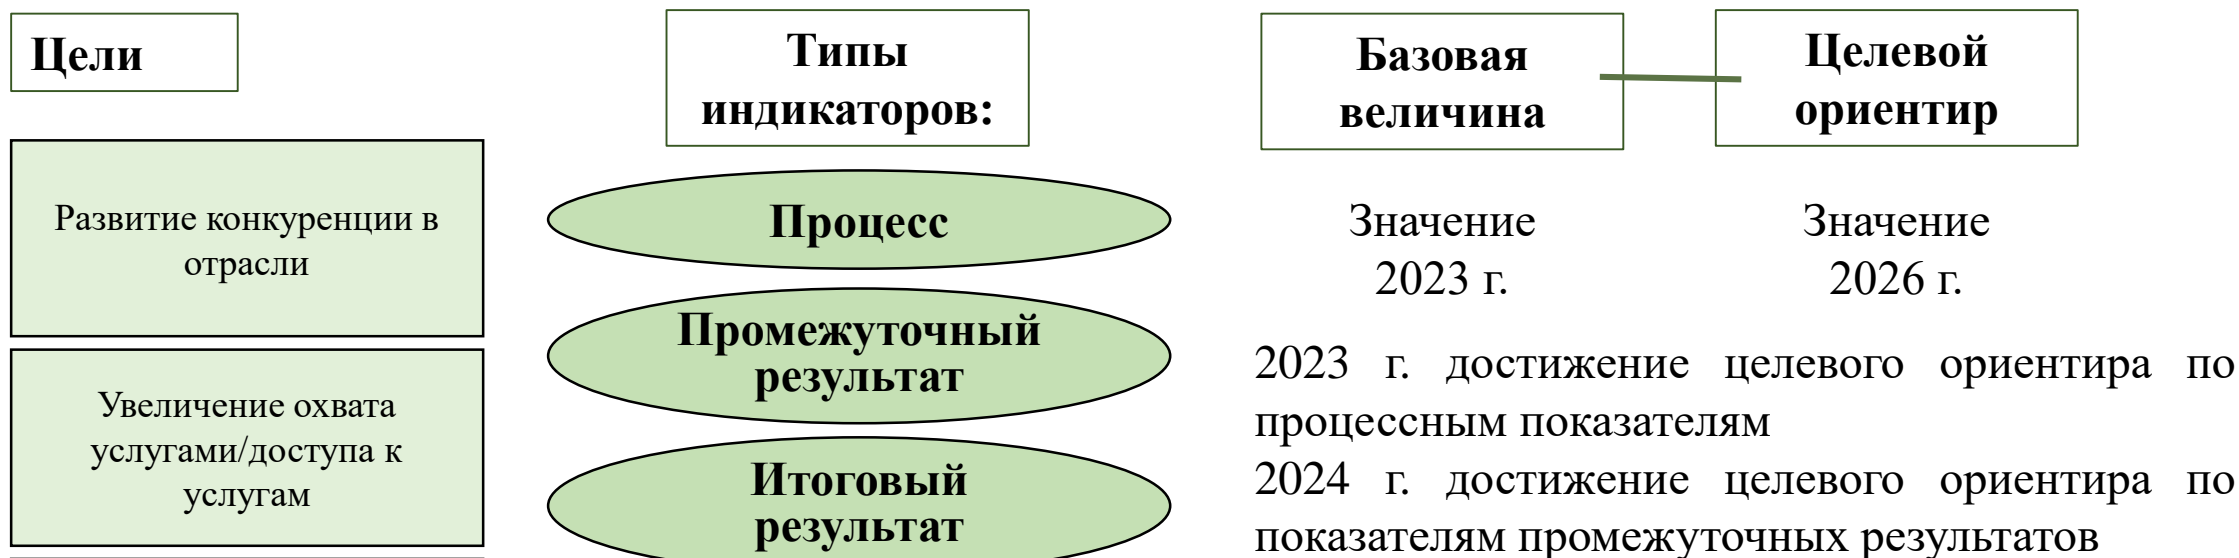 Цели
Развитие конкуренции в
отрасли
Увеличение охвата
услугами/доступа к
услугам
Типы
индикаторов:
Процесс
Промежуточный
результат
Итоговый
результат
Базовая
величина
Целевой
ориентир
Значение
2023 г.
Значение
2026 г.
2023 г. достижение целевого ориентира по
процессным показателям
2024 г. достижение целевого ориентира по
показателям промежуточных результатов